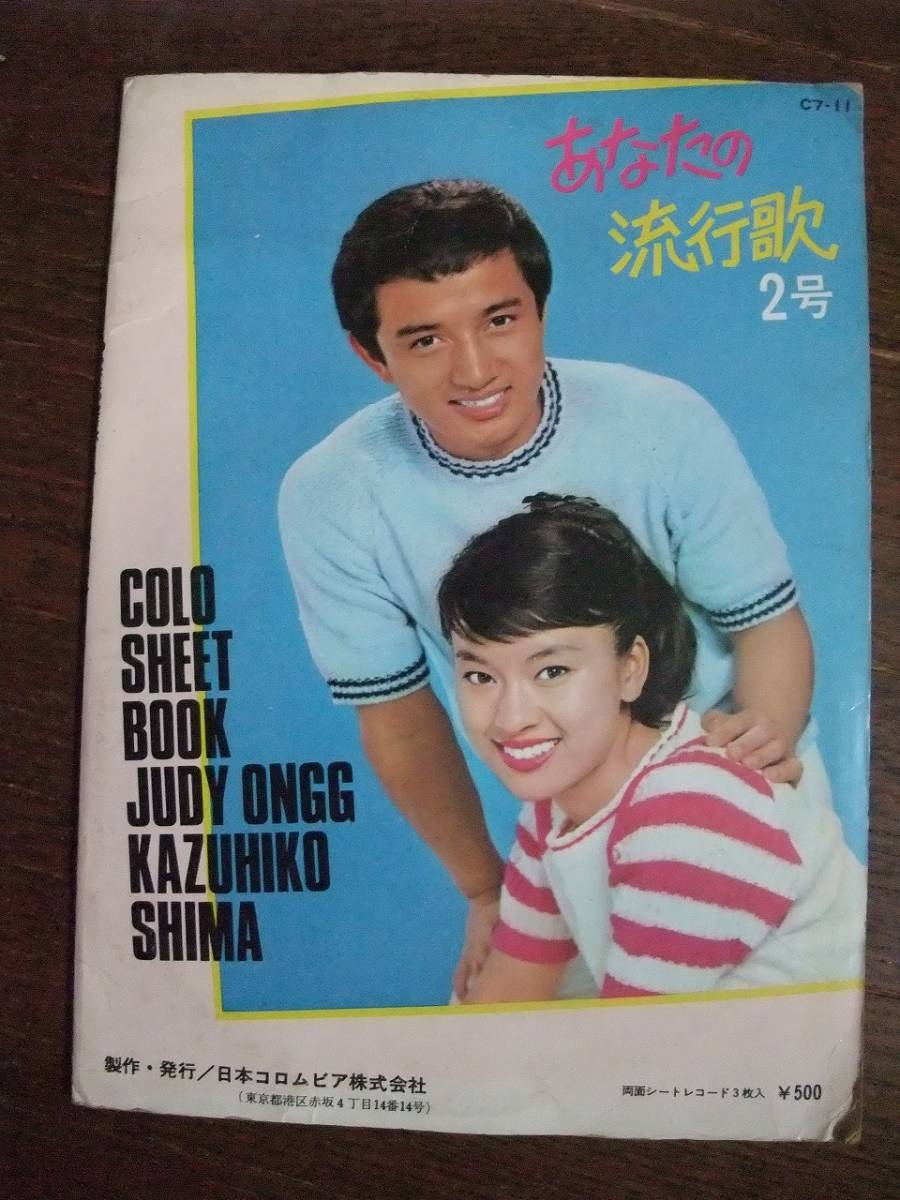 C7-11
あなたの
流行歌
2号
COLO
SHEET
BOOK
JUDY ONGG
KAZUHIKO
SHIMA
製作・発行／日本コロムビア株式会社
(東京都港区赤坂4丁目14番14号)
両面シートレコード3枚入 ¥500